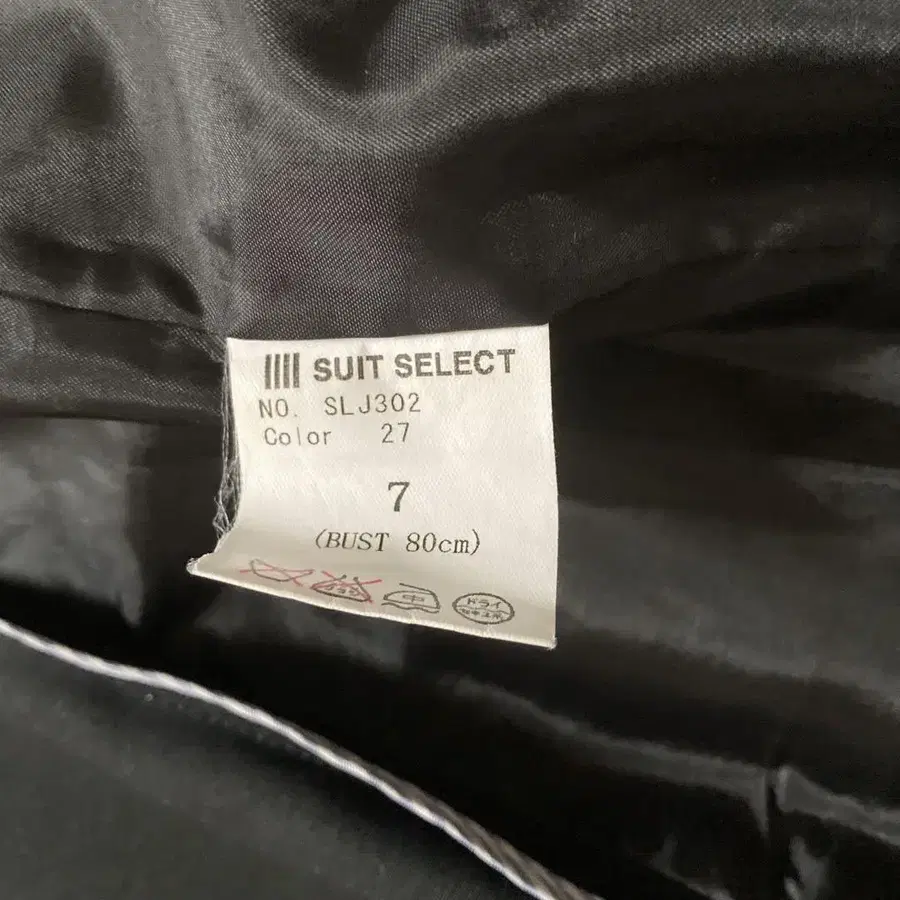 SUIT SELECT
NO. SLJ302
Color 27
7
(BUST 80cm)
中
ドライ